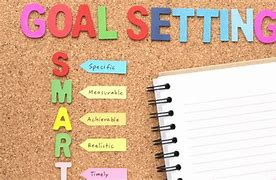 GOAL SETTING
S Specific
M Measurable
A Achievable
R Realistic
T Timely